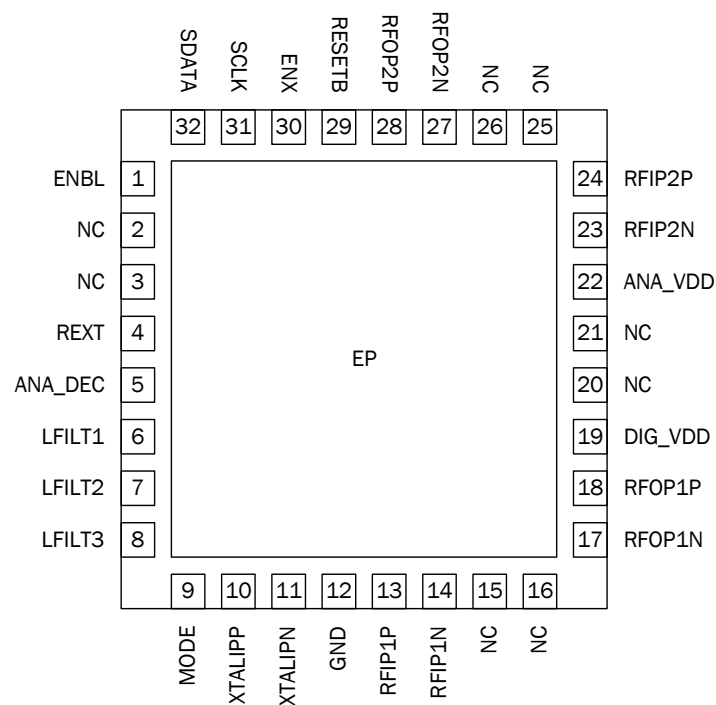 SDATA
SCLK
ENX
RESETB
RFOP2P
RFOP2N
NC
NC
32 31 30 29 28 27 26 25
ENBL 1
24 RFIP2P
NC 2
23 RFIP2N
NC 3
22 ANA_VDD
REXT 4
21 NC
EP
ANA_DEC 5
20 NC
LFILT1 6
19 DIG_VDD
LFILT2 7
18 RFOP1P
LFILT3 8
17 RFOP1N
9 10 11 12 13 14 15 16
MODE
XTALIPP
XTALIPN
GND
RFIP1P
RFIP1N
NC
NC